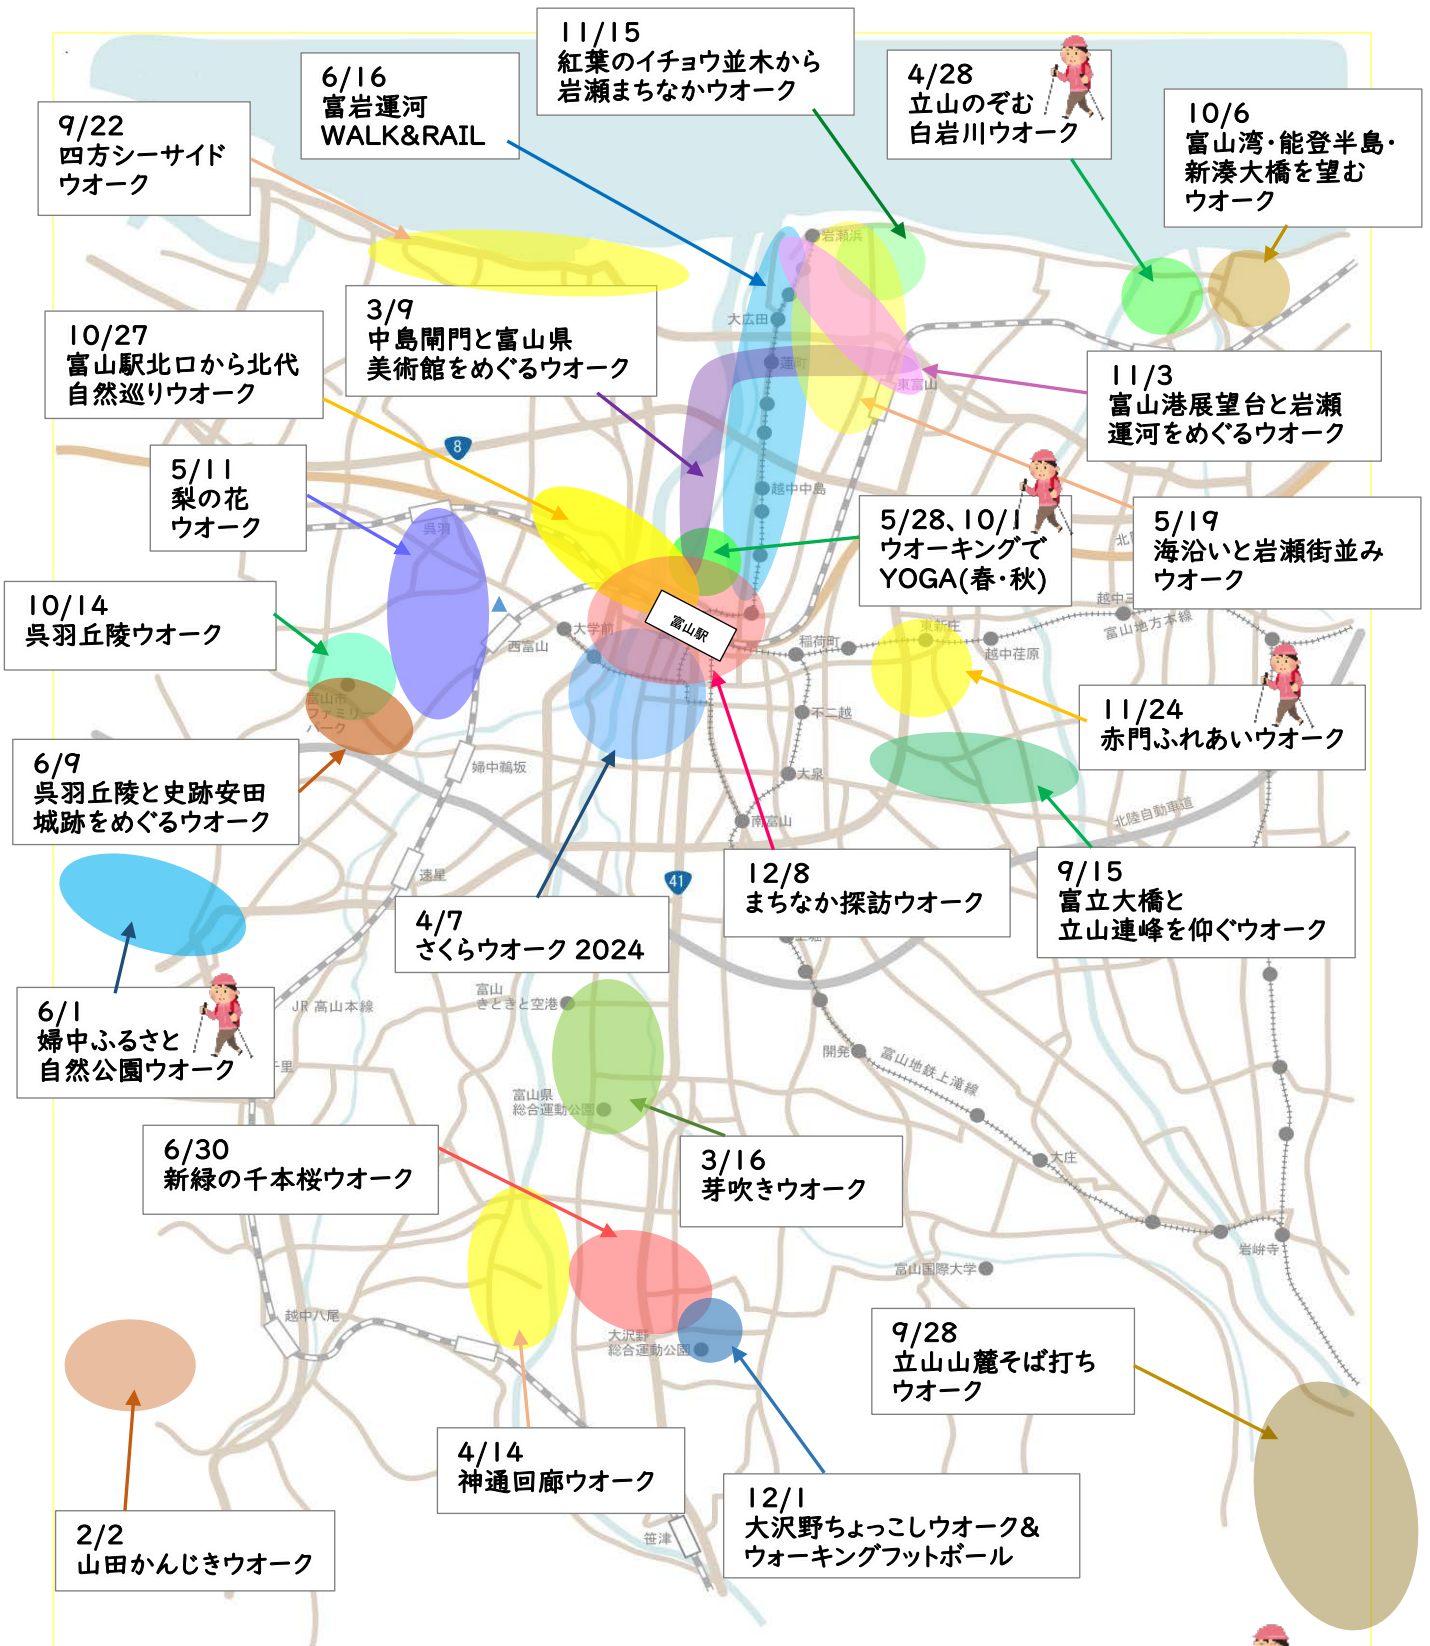 11/15
紅葉のイチョウ並木から
岩瀬まちなかウオーク
6/16
富岩運河
WALK&RAIL
4/28
立山のぞむ
白岩川ウオーク
10/6
富山湾・能登半島・
新湊大橋を望む
ウオーク
9/22
四方シーサイド
ウオーク
岩瀬浜
3/9
中島閘門と富山県
美術館をめぐるウオーク
大広田
10/27
富山駅北口から北代
自然巡りウオーク
蓮町
東富山
11/3
富山港展望台と岩瀬
運河をめぐるウオーク
8
5/11
梨の花
ウオーク
越中中島
5/28、10/1
ウオーキングで
YOGA(春・秋)
5/19
海沿いと岩瀬街並み
ウオーク
呉羽
北
10/14
呉羽丘陵ウオーク
富山駅
大学前
西富山
稲荷町
東新庄
越中荏原
越中三
富山地方本線
富山市
ファミリー
パーク
不二越
11/24
赤門ふれあいウオーク
6/9
呉羽丘陵と史跡安田
城跡をめぐるウオーク
婦中鵜坂
大泉
南富山
北陸自動車道
速星
41
12/8
まちなか探訪ウオーク
9/15
富立大橋と
立山連峰を仰ぐウオーク
4/7
さくらウオーク 2024
上堀
6/1
婦中ふるさと
自然公園ウオーク
JR 高山本線
富山
きときと空港
千里
開発
富山地鉄上滝線
富山県
総合運動公園
6/30
新緑の千本桜ウオーク
3/16
芽吹きウオーク
大庄
岩峅寺
富山国際大学
越中八尾
大沢野
総合運動公園
9/28
立山山麓そば打ち
ウオーク
4/14
神通回廊ウオーク
12/1
大沢野ちょっこしウオーク&
ウォーキングフットボール
2/2
山田かんじきウオーク
笹津